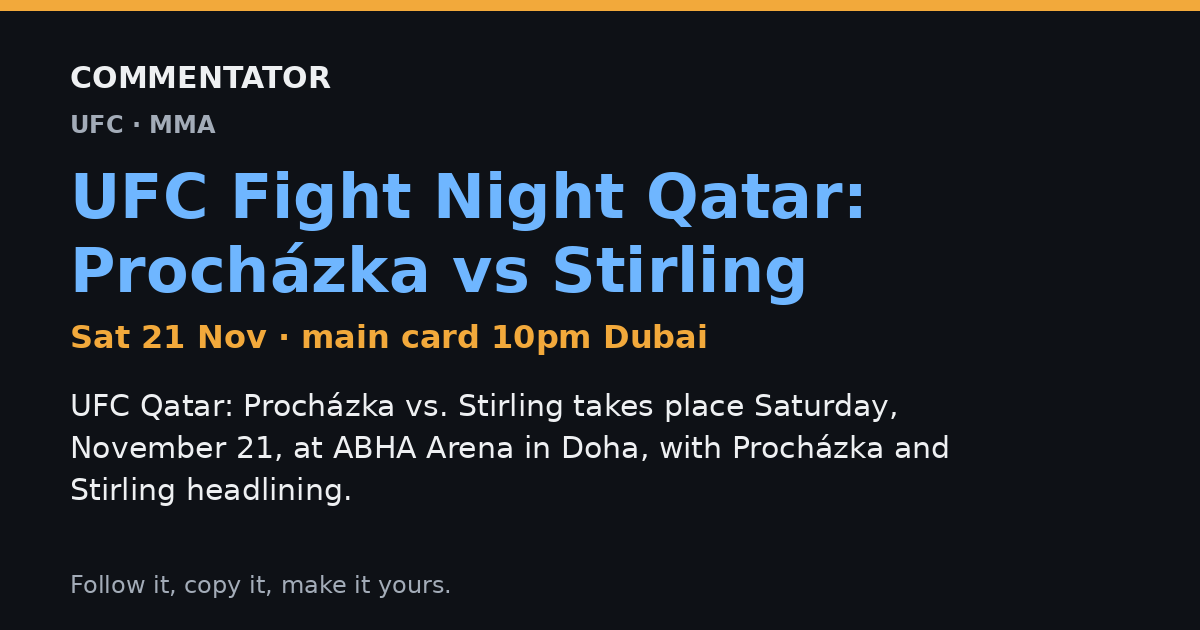 COMMENTATOR
UFC · MMA
UFC Fight Night Qatar:
Procházka vs Stirling
Sat 21 Nov · main card 10pm Dubai
UFC Qatar: Procházka vs. Stirling takes place Saturday,
November 21, at ABHA Arena in Doha, with Procházka and
Stirling headlining.
Follow it, copy it, make it yours.